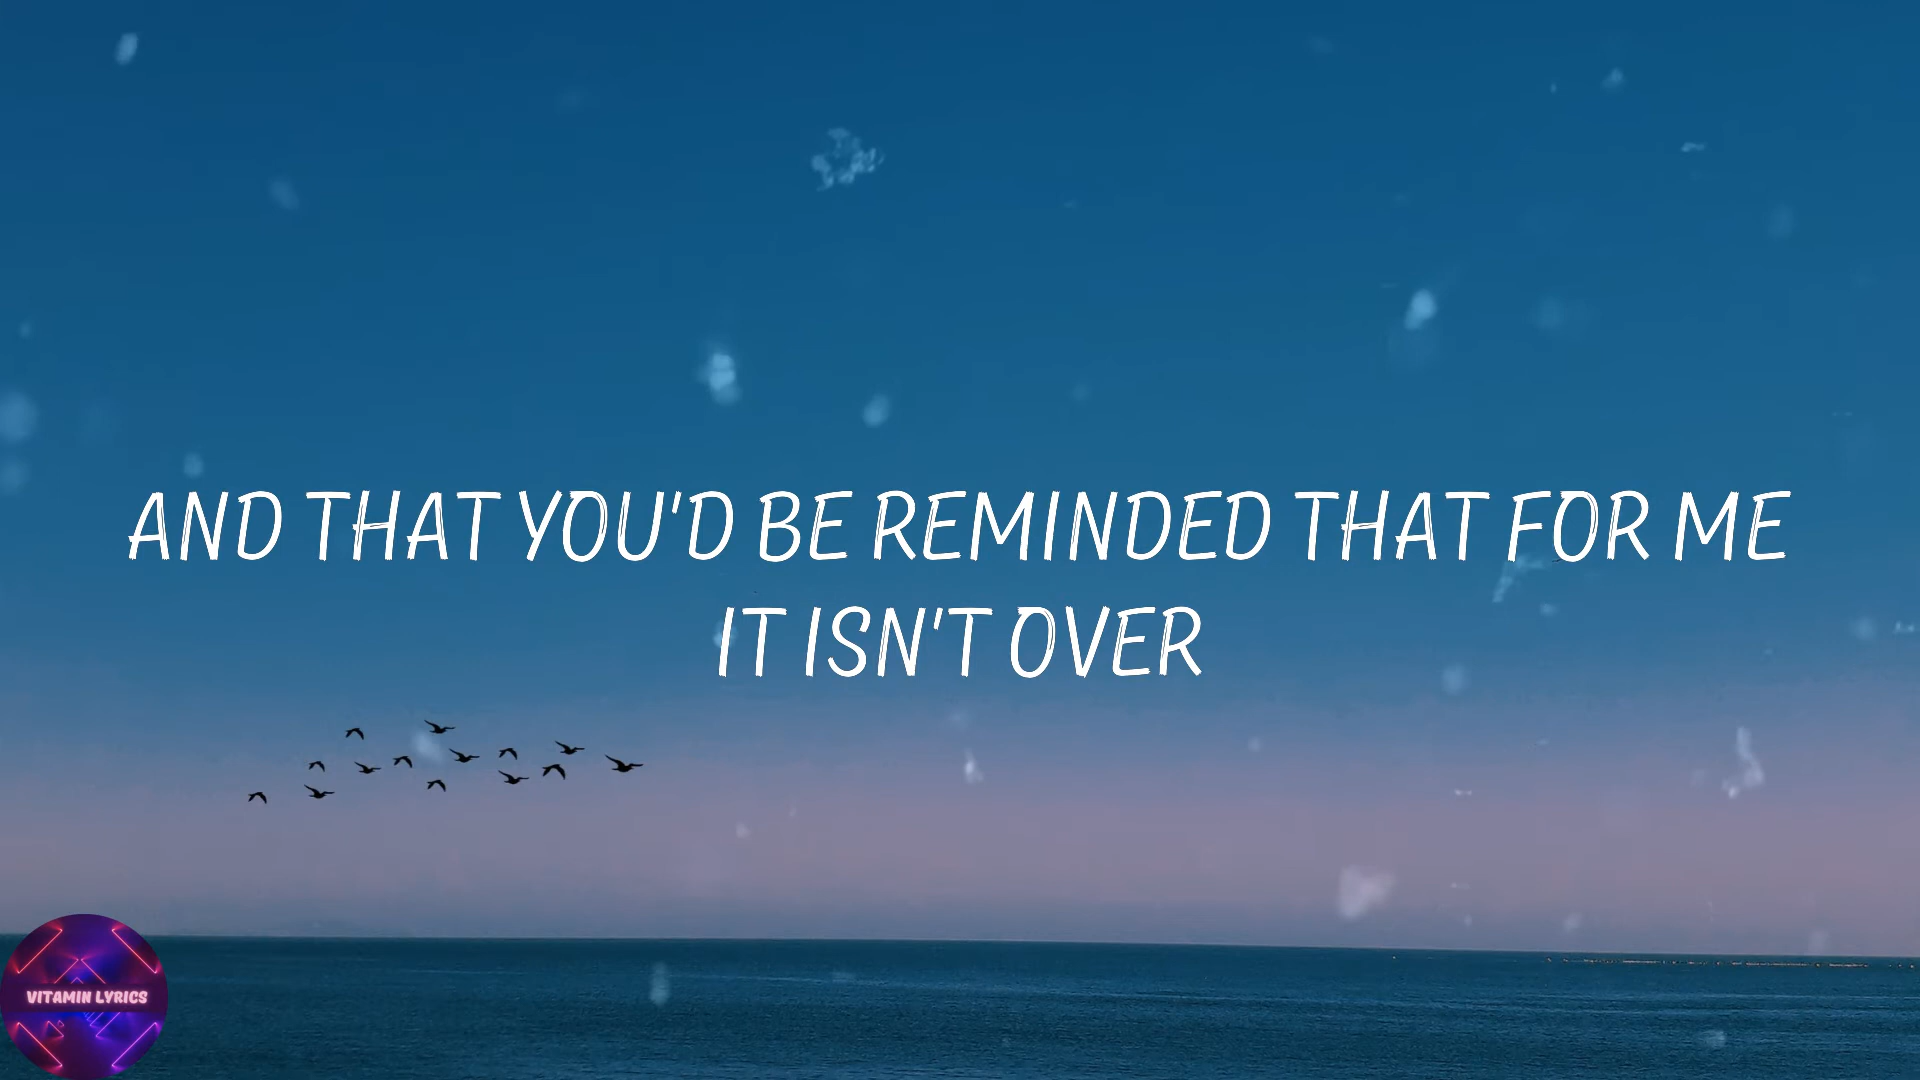 AND THAT YOU'D BE REMINDED THAT FOR ME
IT ISN'T OVER
VITAMIN LYRICS